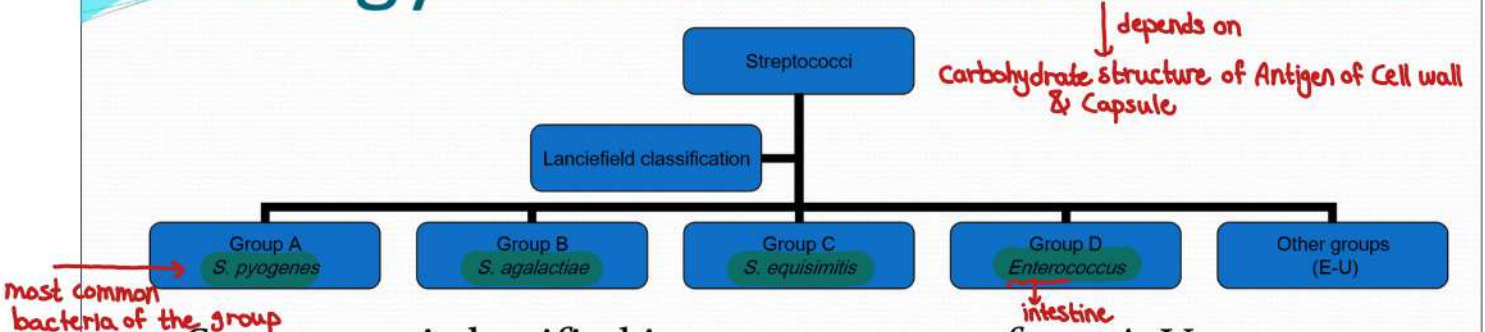 depends on
Carbohydrate structure of Antigen of Cell wall
& Capsule
Streptococci
Lanciefield classification
Group A
S. pyogenes
Group B
S. agalactiae
Group C
S. equisimitis
Group D
Enterococcus
Other groups
(E-U)
most common
bacteria of the group
intestine